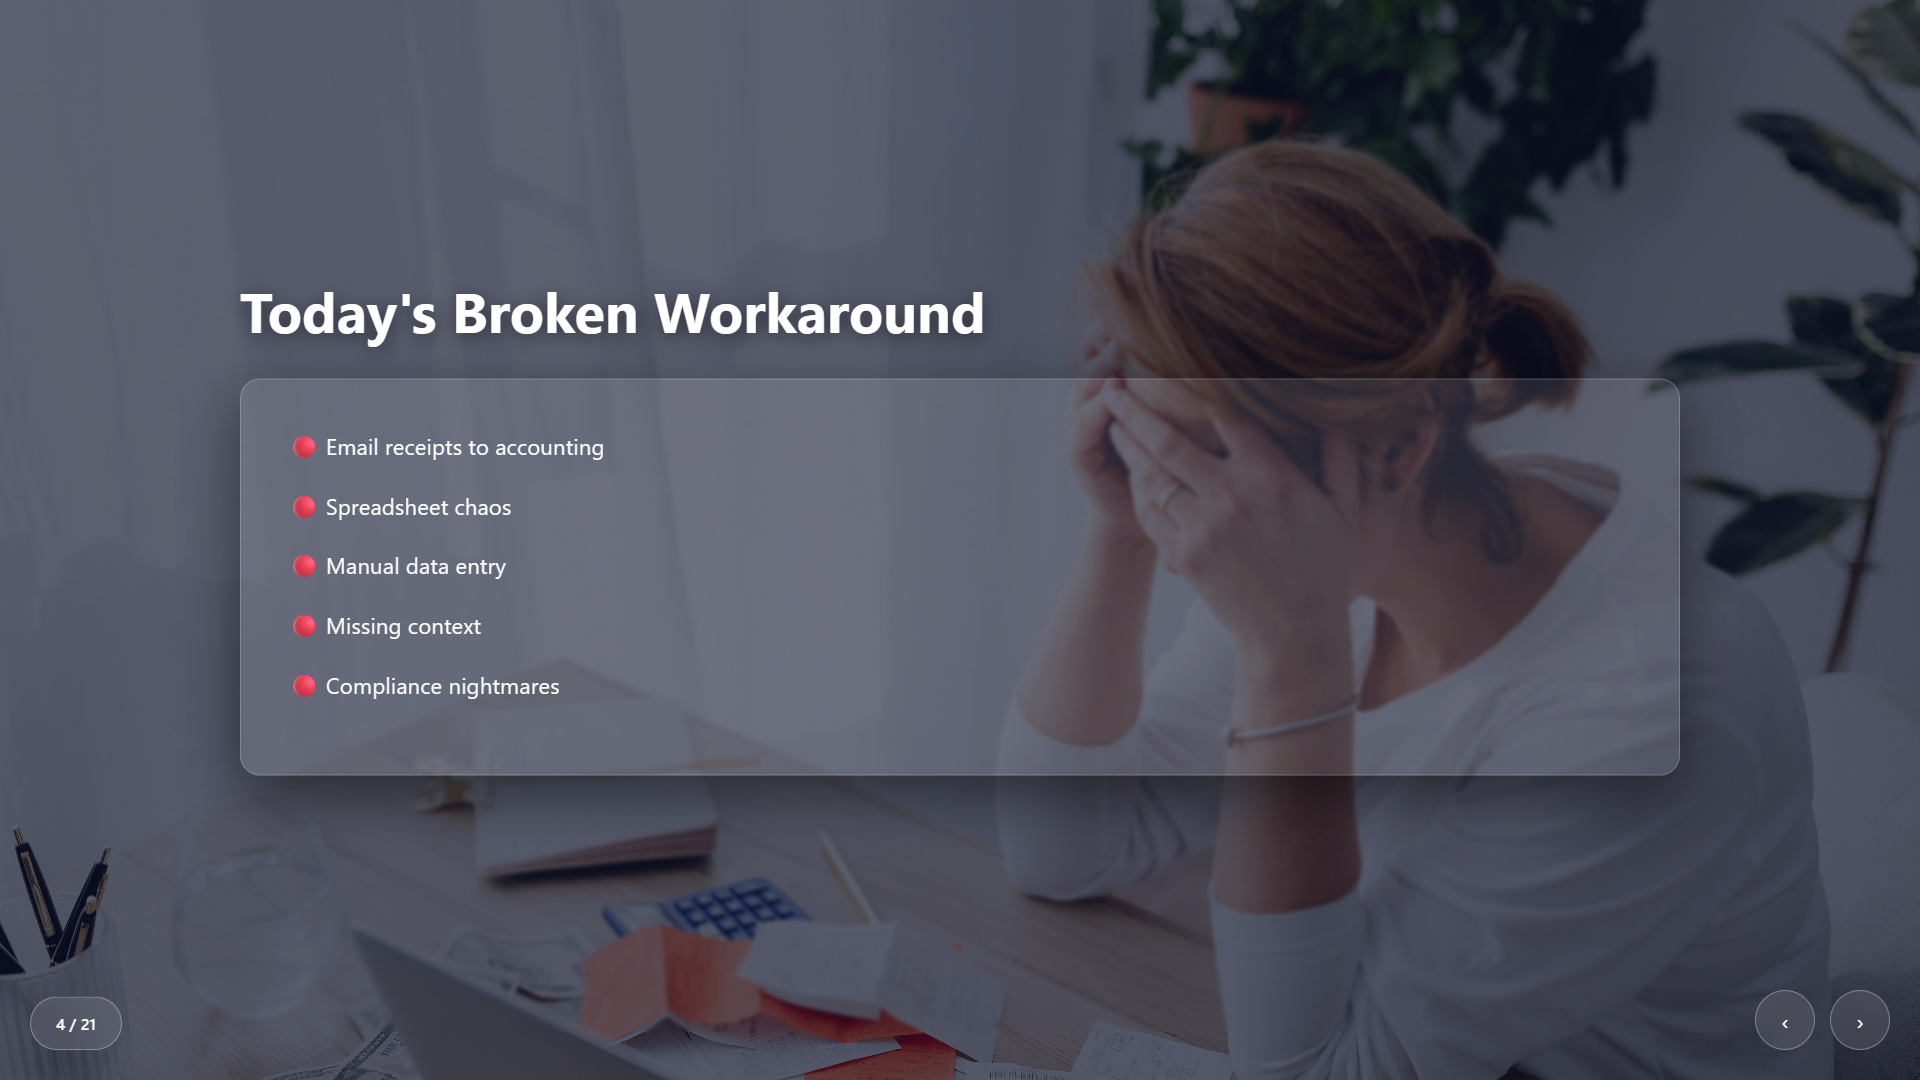 Today's Broken Workaround
Email receipts to accounting
Spreadsheet chaos
Manual data entry
Missing context
Compliance nightmares
4 / 21
‹ ›